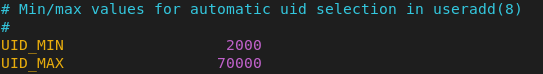 # Min/max values for automatic uid selection in useradd(8)
#
UID_MIN                  2000
UID_MAX                 70000